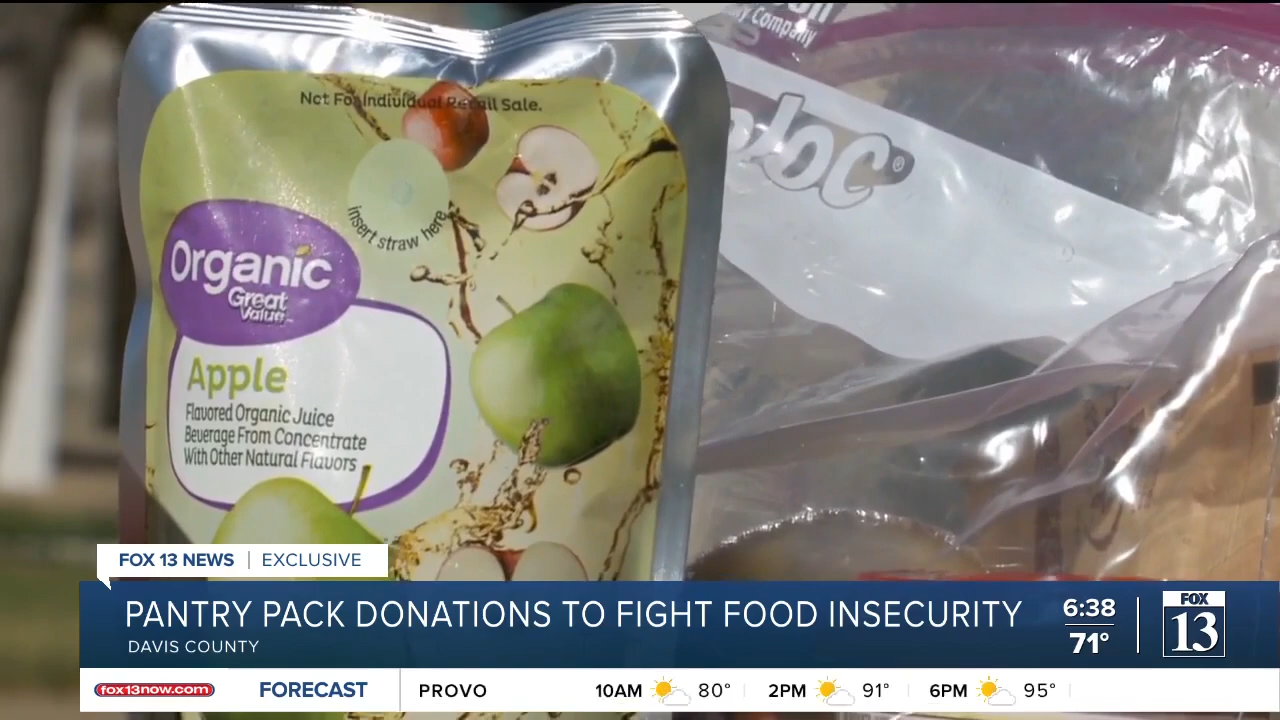 Not For Individual Retail Sale.
insert straw here
Organic
Great
Value
Apple
Flavored Organic Juice
Beverage From Concentrate
With Other Natural Flavors
Company
FOX 13 NEWS | EXCLUSIVE
PANTRY PACK DONATIONS TO FIGHT FOOD INSECURITY
DAVIS COUNTY
6:38
71°
FOX
13
fox13now.com
FORECAST
PROVO
10AM 80°
2PM 91°
6PM 95°